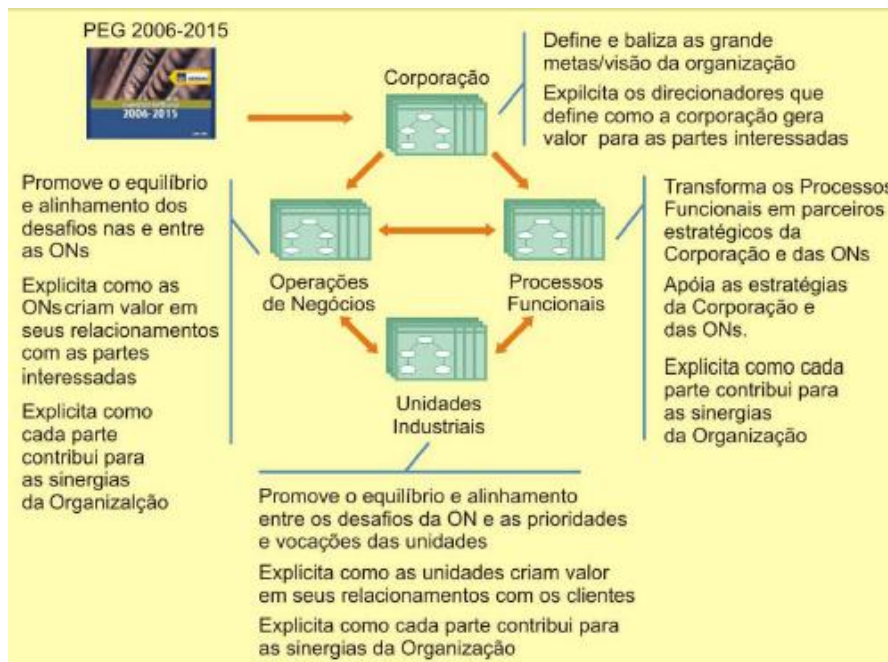 PEG 2006-2015
2006-2015
Corporação
Define e baliza as grande
metas/visão da organização
Expilcita os direcionadores que
define como a corporação gera
valor para as partes interessadas
Promove o equilíbrio
e alinhamento dos
desafios nas e entre
as ONs
Explicita como as
ONs criam valor em
seus relacionamentos
com as partes
interessadas
Explicita como
cada parte
contribui para
as sinergias
da Organizalção
Operações
de Negócios
Processos
Funcionais
Transforma os Processos
Funcionais em parceiros
estratégicos da
Corporação e das ONs
Apóia as estratégias
da Corporação e
das ONs.
Explicita como cada
parte contribui para
as sinergias
da Organização
Unidades
Industriais
Promove o equilíbrio e alinhamento
entre os desafios da ON e as prioridades
e vocações das unidades
Explicita como as unidades criam valor
em seus relacionamentos com os clientes
Explicita como cada parte contribui para
as sinergias da Organização